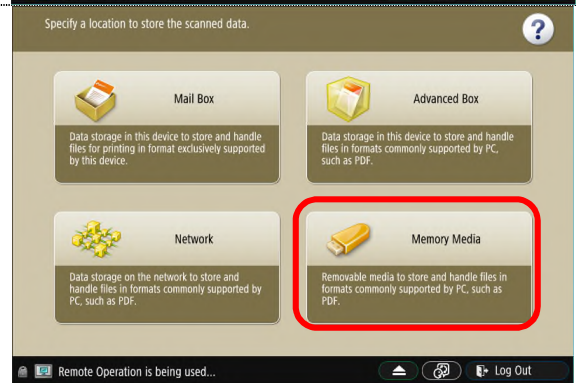 Specify a location to store the scanned data.
?
Mail Box
Data storage in this device to store and handle
files for printing in format exclusively supported
by this device.
Advanced Box
Data storage in this device to store and handle
files in formats commonly supported by PC,
such as PDF.
Network
Data storage on the network to store and
handle files in formats commonly supported by
PC, such as PDF.
Memory Media
Removable media to store and handle files in
formats commonly supported by PC, such as
PDF.
Remote Operation is being used...
Log Out